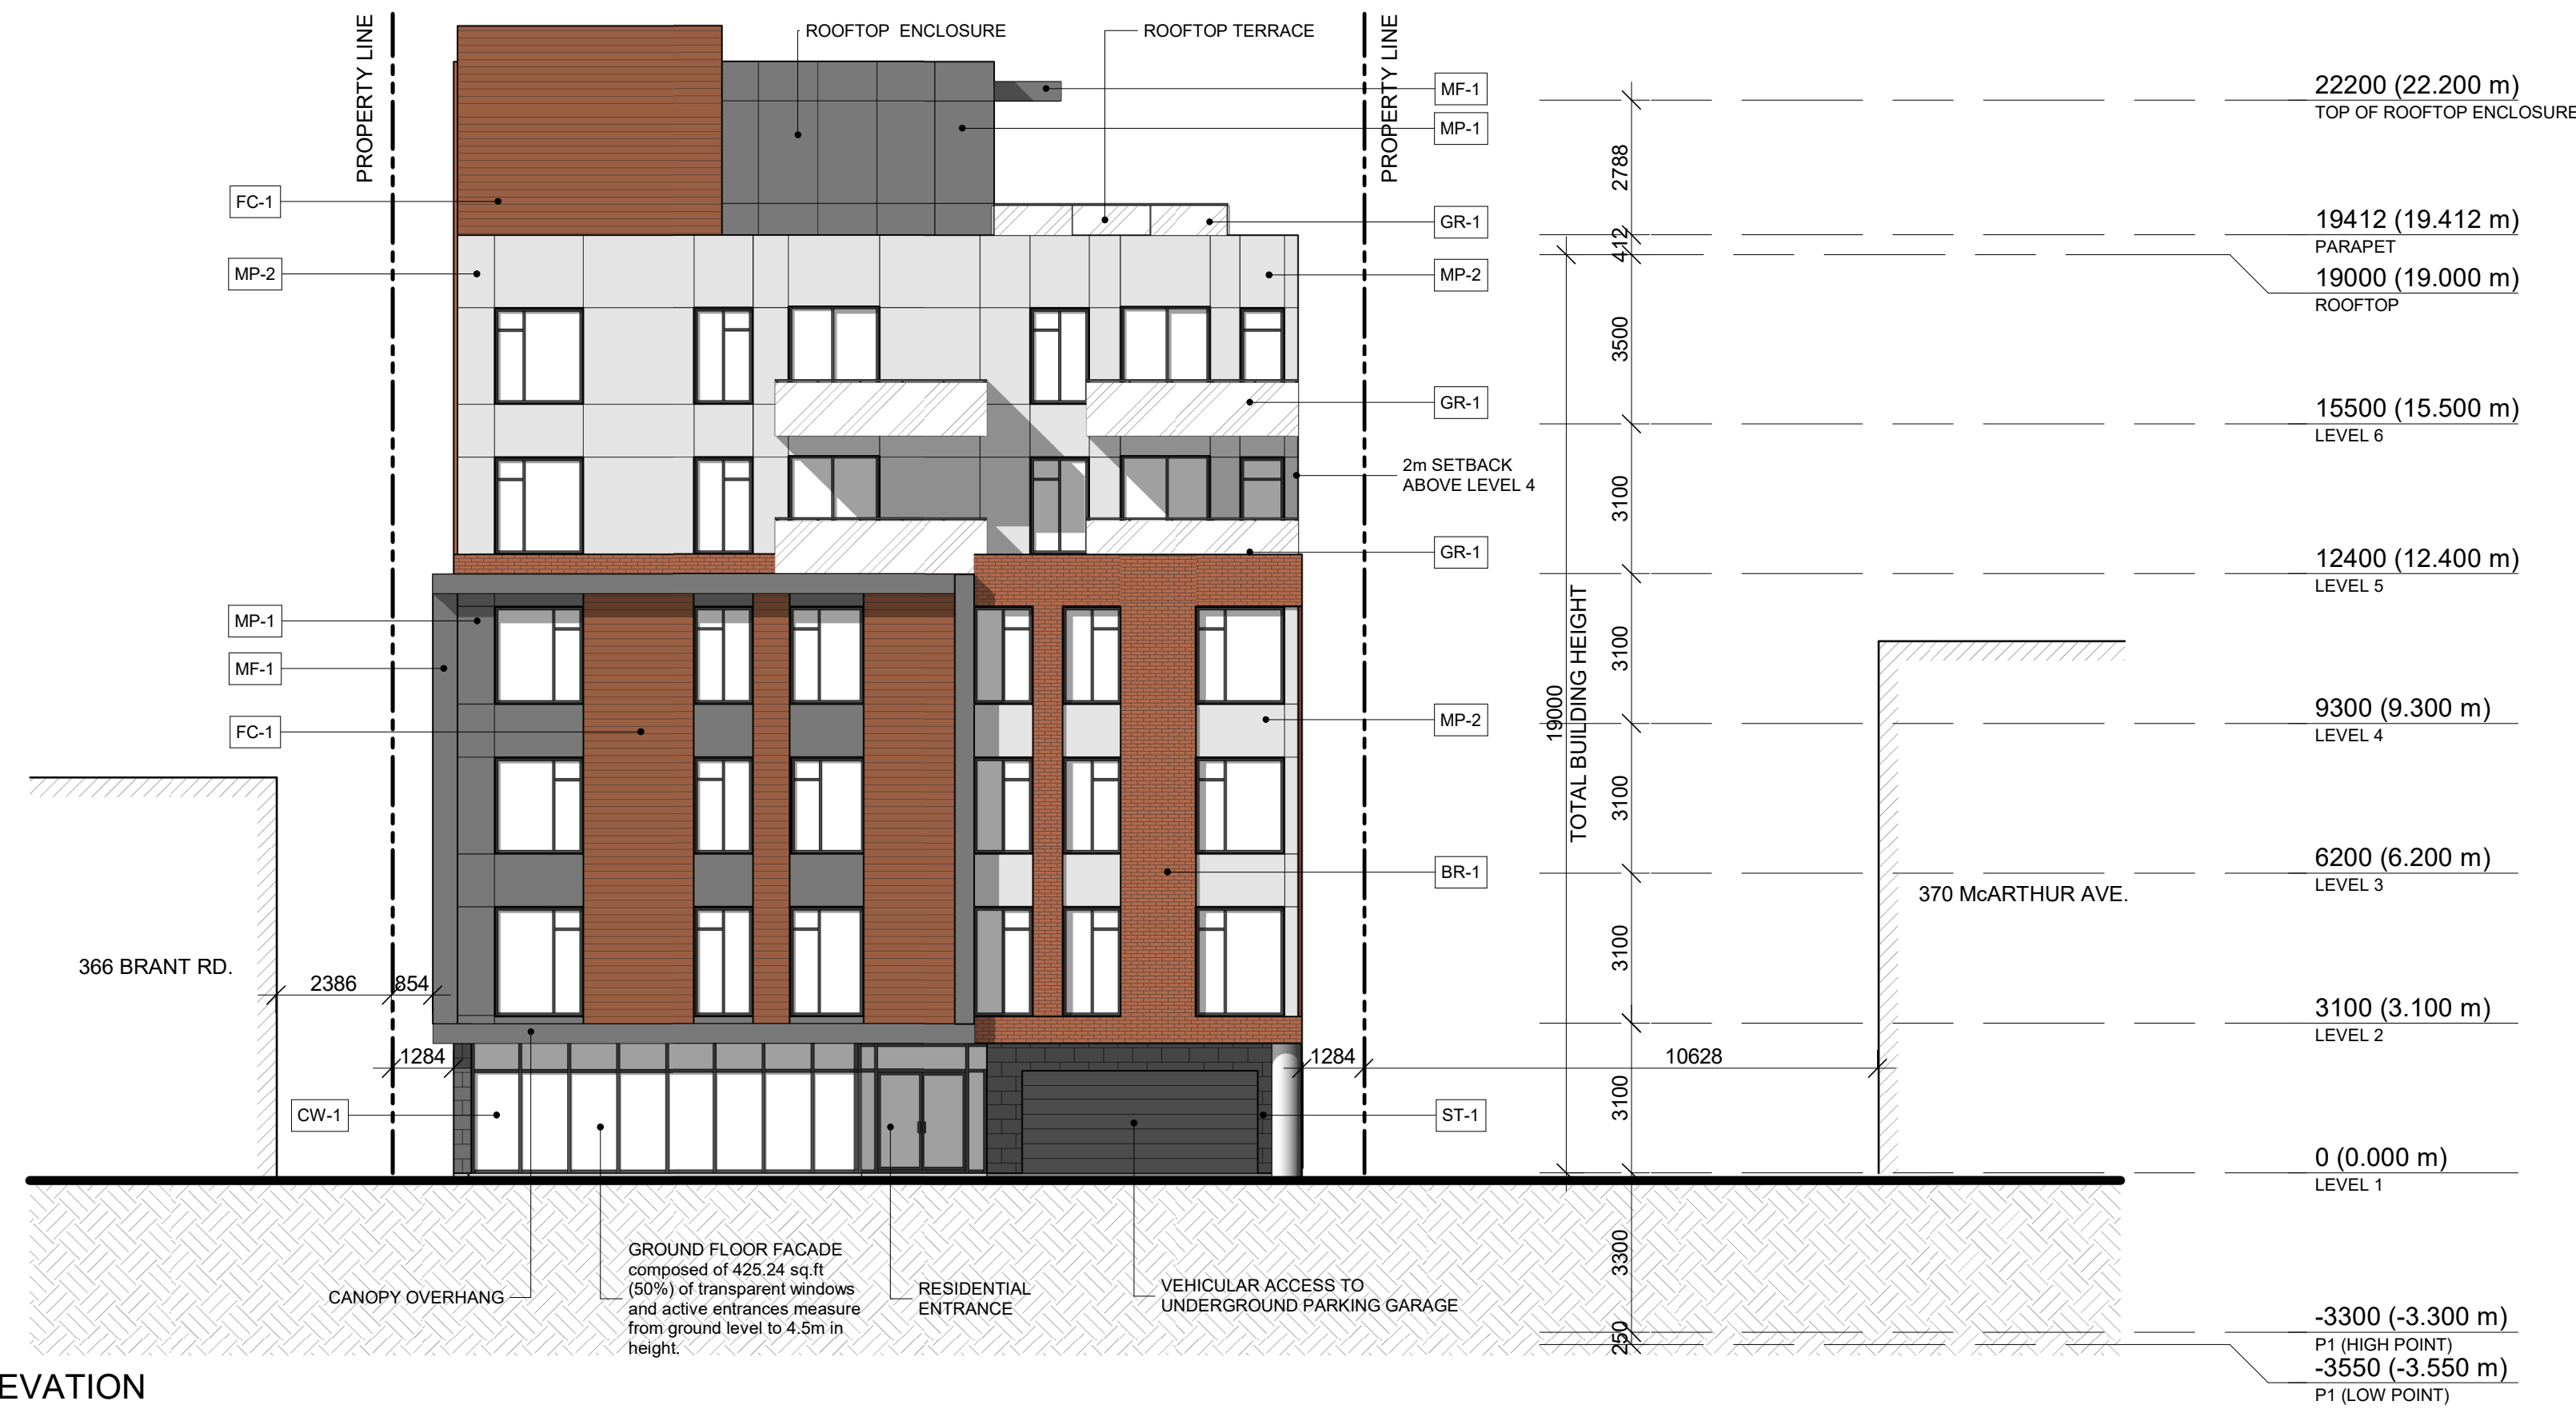 PROPERTY LINE
ROOFTOP ENCLOSURE
ROOFTOP TERRACE
PROPERTY LINE
MF-1
MP-1
FC-1
GR-1
MP-2
MP-2
GR-1
2m SETBACK
ABOVE LEVEL 4
GR-1
MP-1
MF-1
FC-1
MP-2
BR-1
366 BRANT RD.
2386
854
1284
1284
10628
370 McARTHUR AVE.
CW-1
ST-1
CANOPY OVERHANG
GROUND FLOOR FACADE
composed of 425.24 sq.ft
(50%) of transparent windows
and active entrances measure
from ground level to 4.5m in
height.
RESIDENTIAL
ENTRANCE
VEHICULAR ACCESS TO
UNDERGROUND PARKING GARAGE
19000
TOTAL BUILDING HEIGHT
2788
412
3500
3100
3100
3100
3100
3100
3300
250
22200 (22.200 m)
TOP OF ROOFTOP ENCLOSURE
19412 (19.412 m)
PARAPET
19000 (19.000 m)
ROOFTOP
15500 (15.500 m)
LEVEL 6
12400 (12.400 m)
LEVEL 5
9300 (9.300 m)
LEVEL 4
6200 (6.200 m)
LEVEL 3
3100 (3.100 m)
LEVEL 2
0 (0.000 m)
LEVEL 1
-3300 (-3.300 m)
P1 (HIGH POINT)
-3550 (-3.550 m)
P1 (LOW POINT)
EVATION